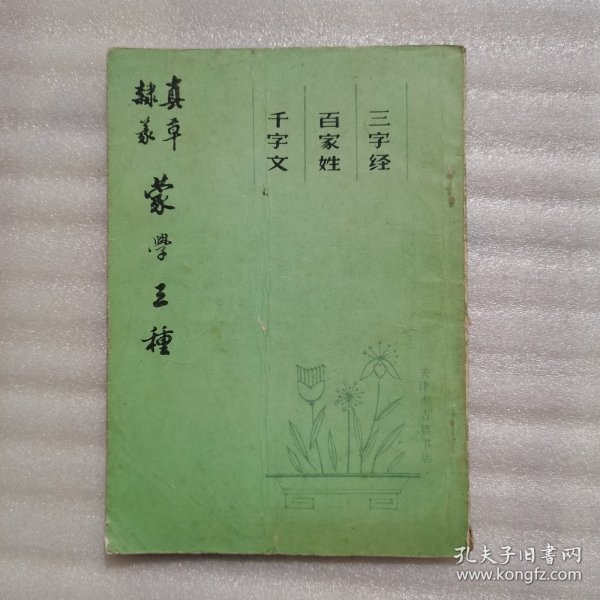 三字经
百家姓
千字文
真草
隸篆
蒙學三種
天津市古籍书店
孔夫子旧书网
www.kongfz.com